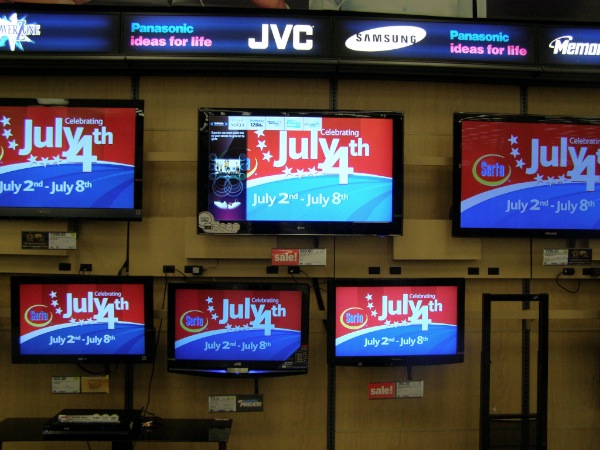 POWERZONE
Panasonic
ideas for life
JVC
SAMSUNG
Panasonic
ideas for life
Memor
Celebrating
July 4th
July 2nd - July 8th
Celebrating
July 4th
July 2nd - July 8th
Serta
July 4th
July 2nd - July 8th
sale!
Serta
Celebrating
July 4th
July 2nd - July 8th
Serta
Celebrating
July 4th
July 2nd - July 8th
JVC
Serta
Celebrating
July 4th
July 2nd - July 8th
sale!